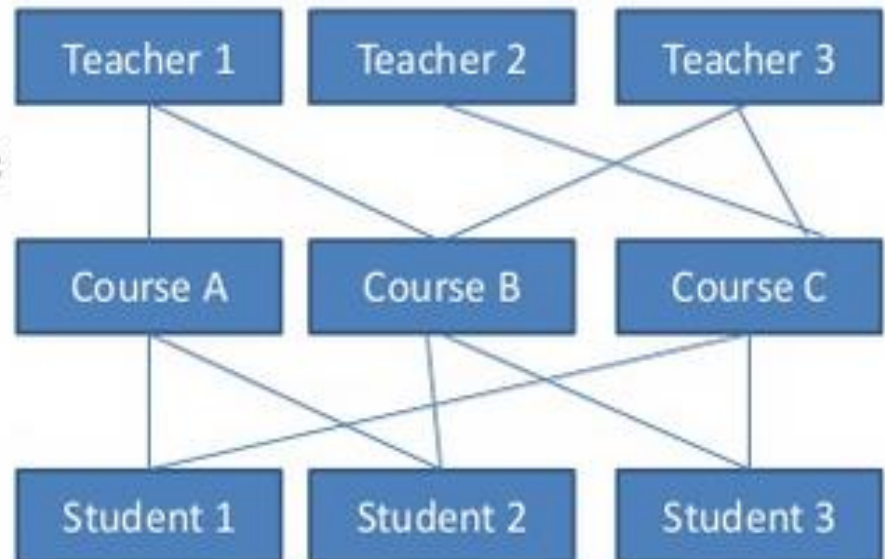 Teacher 1
Teacher 2
Teacher 3
Course A
Course B
Course C
Student 1
Student 2
Student 3